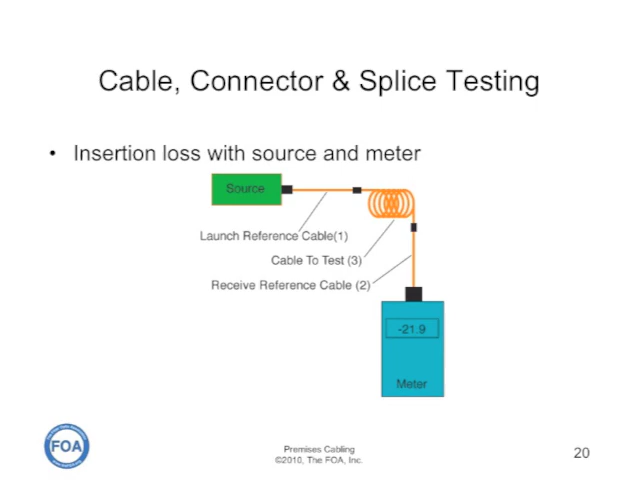 Cable, Connector & Splice Testing
• Insertion loss with source and meter
Source
Launch Reference Cable(1)
Cable To Test (3)
Receive Reference Cable (2)
-21.9
Meter
FOA
Premises Cabling
©2010, The FOA, Inc.
20